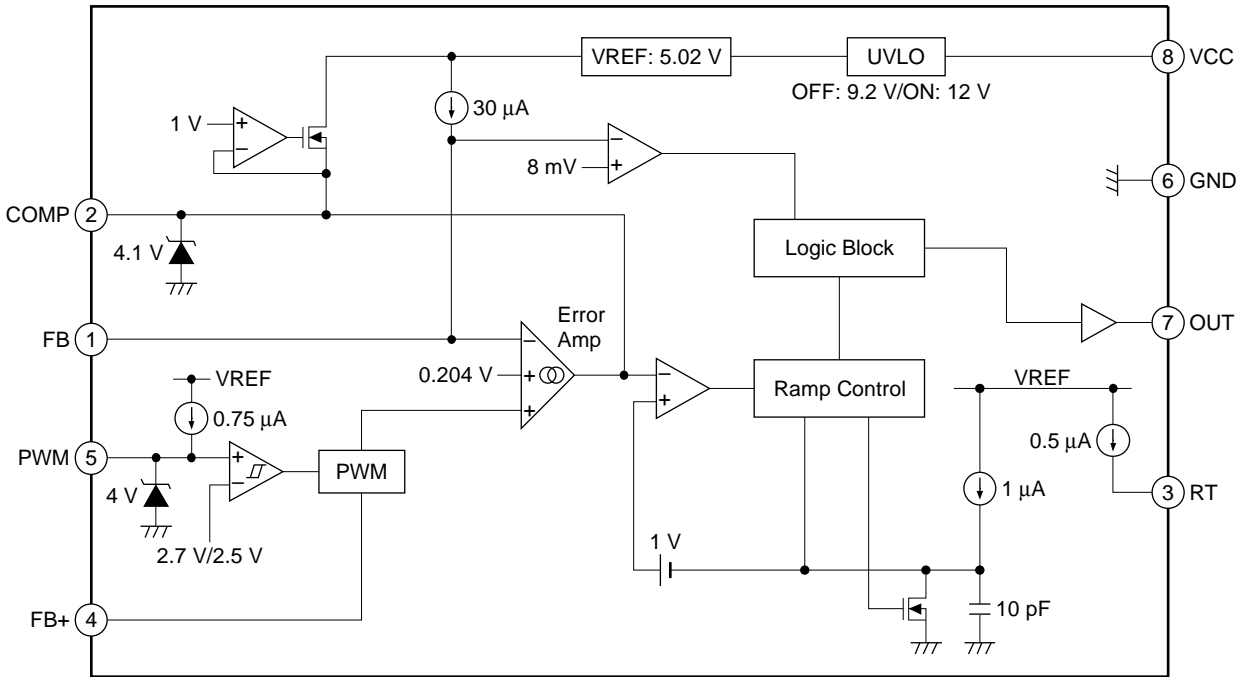 VREF: 5.02 V
UVLO
8
VCC
OFF: 9.2 V/ON: 12 V
30 μA
1 V
+
−
−
8 mV
+
6
GND
COMP
2
4.1 V
Logic Block
FB
1
Error
Amp
−
0.204 V
+
+
7
OUT
−
+
Ramp Control
VREF
0.75 μA
VREF
0.5 μA
PWM
5
+
−
PWM
4 V
2.7 V/2.5 V
1 μA
3
RT
1 V
FB+
4
10 pF